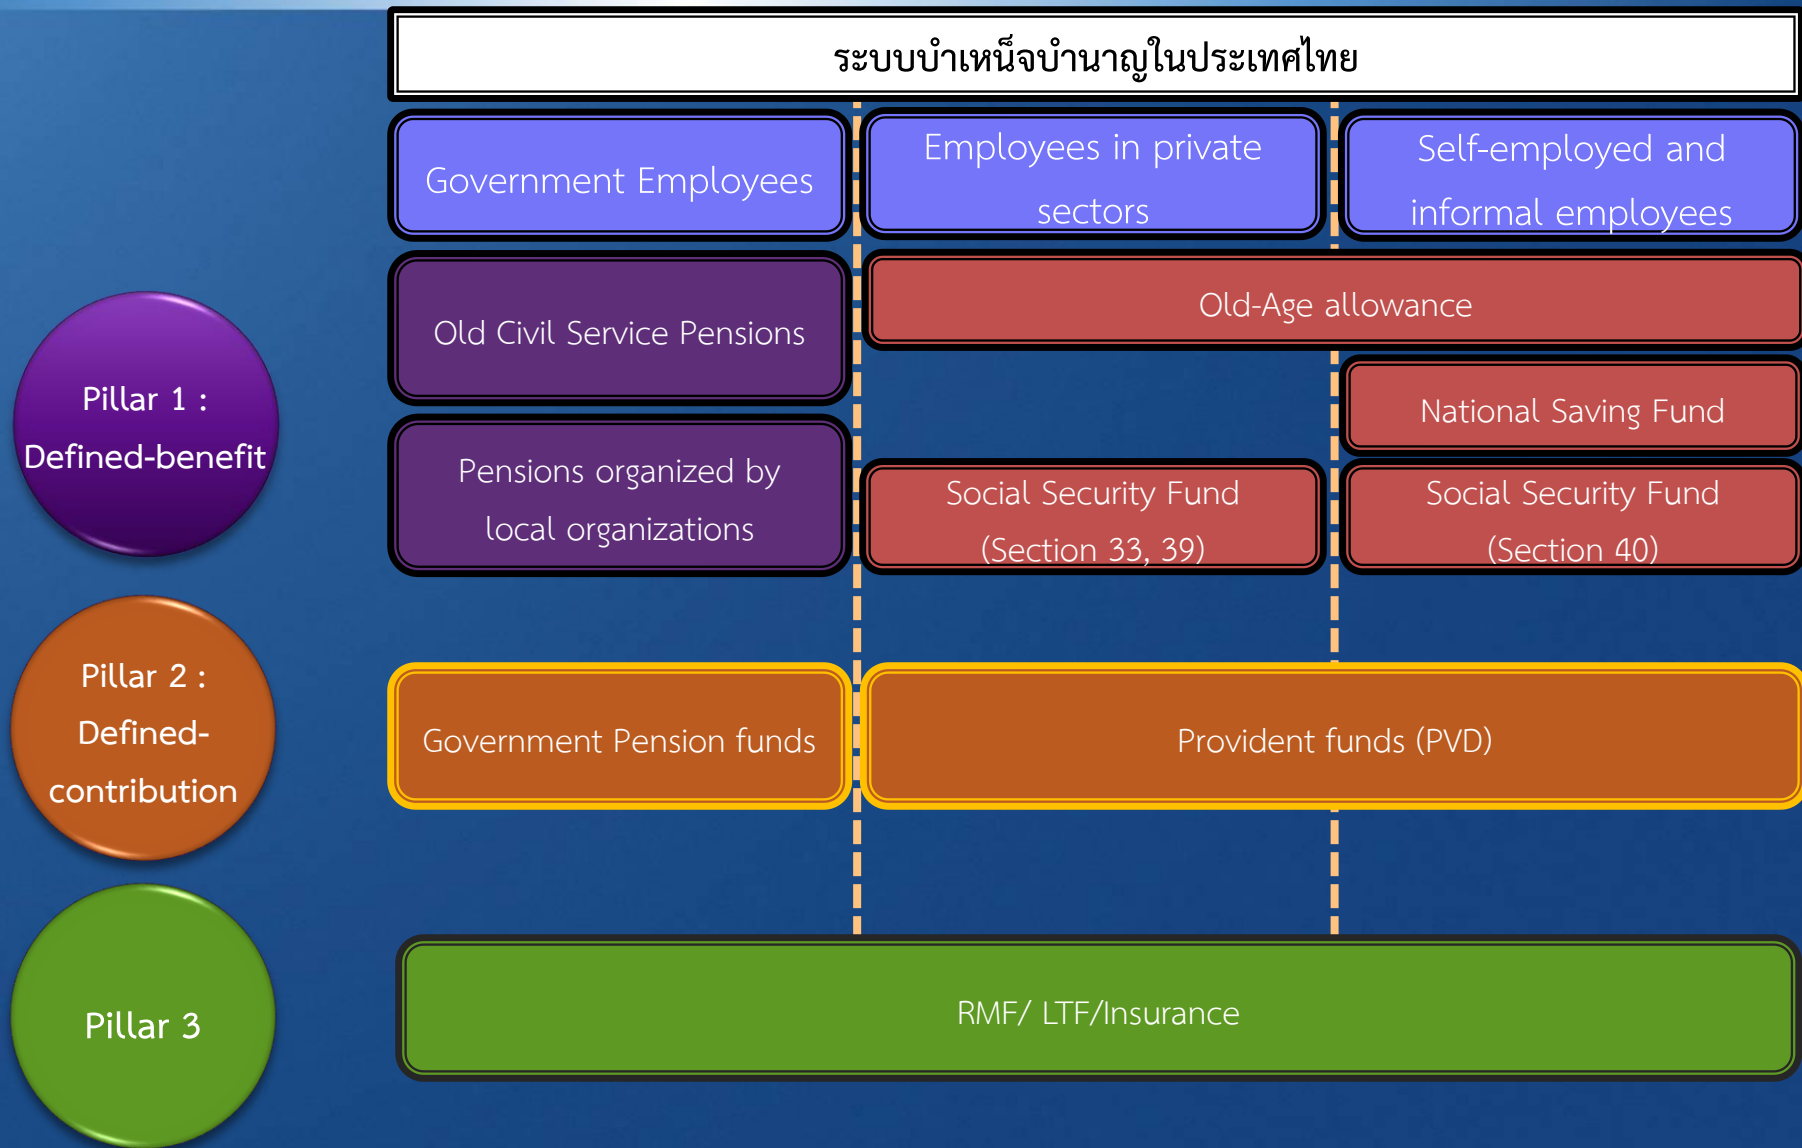 ระบบบำเหน็จบำนาญในประเทศไทย
Government Employees
Employees in private
sectors
Self-employed and
informal employees
Pillar 1 :
Defined-benefit
Old Civil Service Pensions
Old-Age allowance
National Saving Fund
Pensions organized by
local organizations
Social Security Fund
(Section 33, 39)
Social Security Fund
(Section 40)
Pillar 2 :
Defined-
contribution
Government Pension funds
Provident funds (PVD)
Pillar 3
RMF/ LTF/Insurance